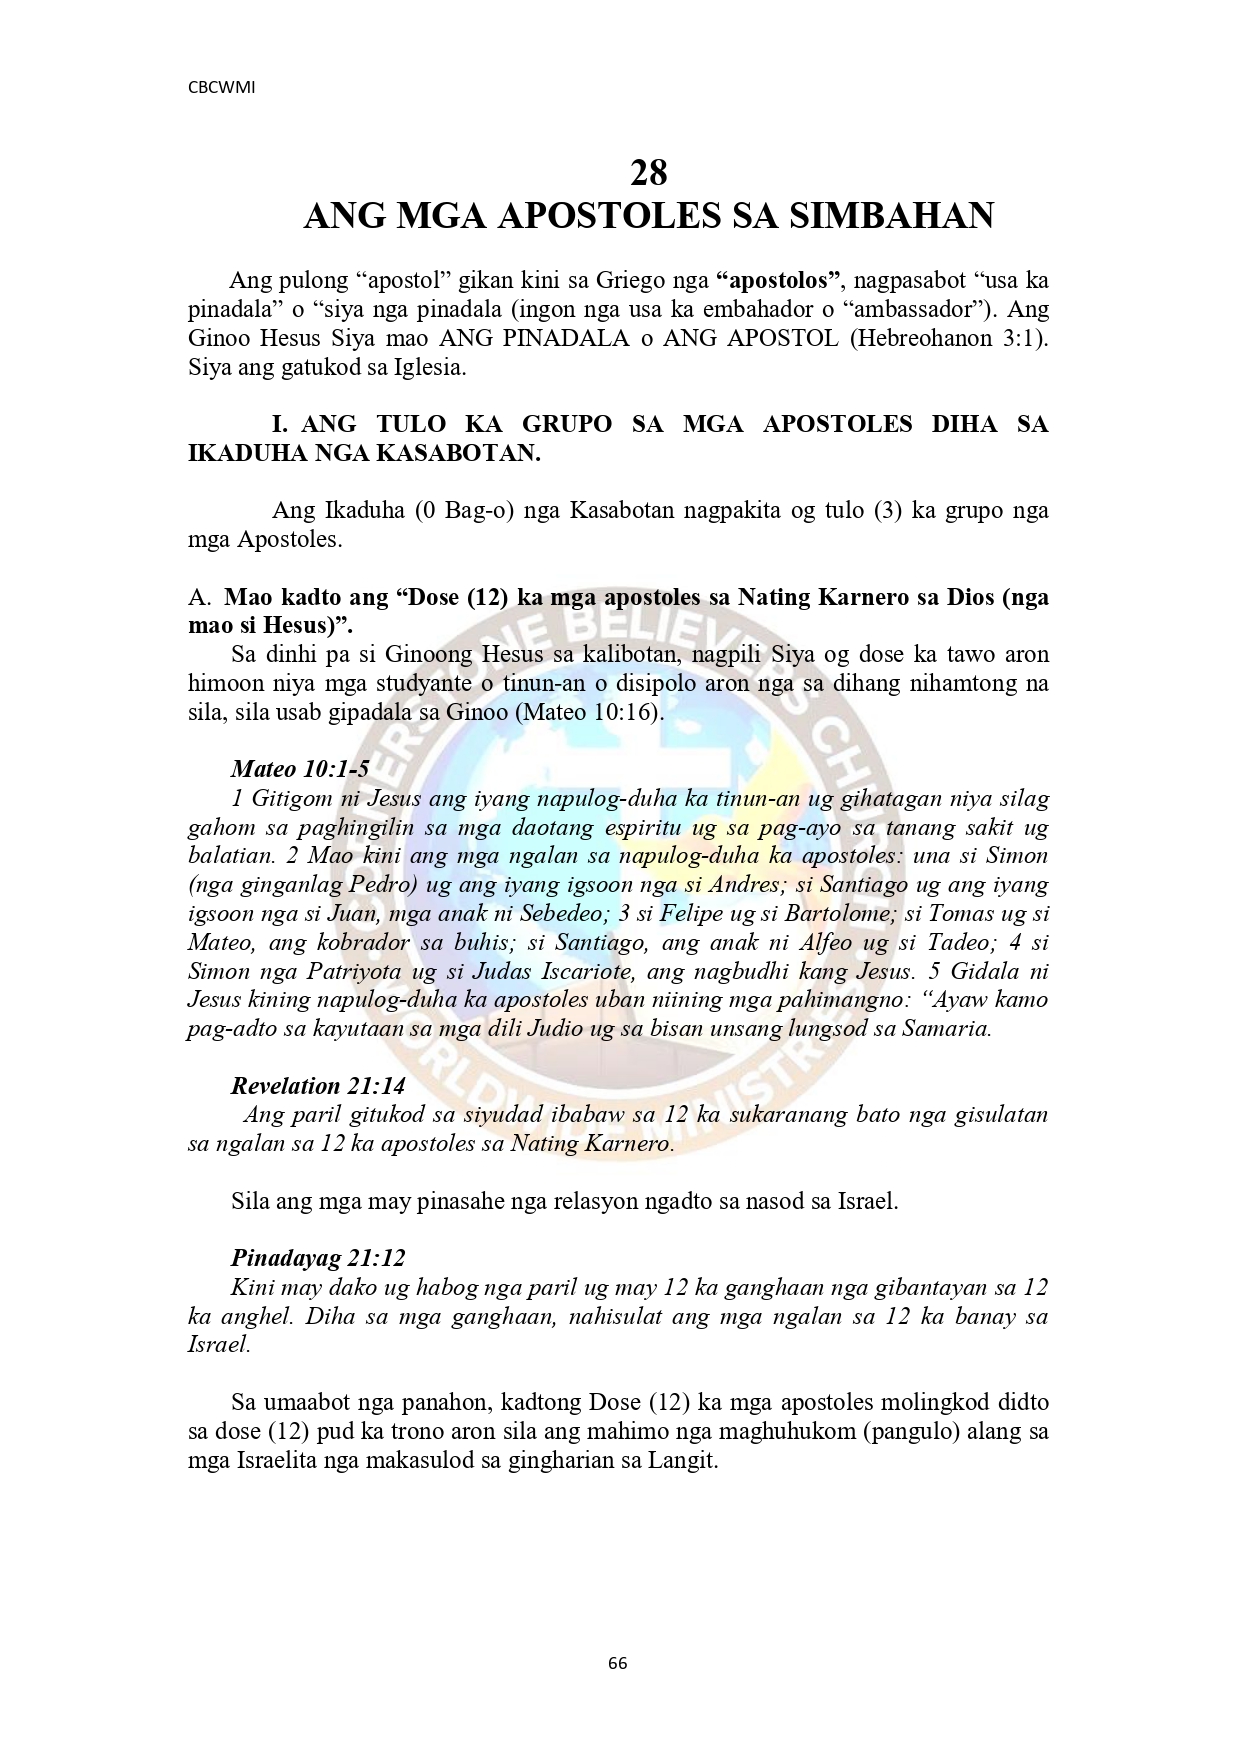 CBCWMI
28
ANG MGA APOSTOLES SA SIMBAHAN
Ang pulong “apostol” gikan kini sa Griego nga “apostolos”, nagpasabot “usa ka
pinadala” o “siya nga pinadala (ingon nga usa ka embahador o “ambassador”). Ang
Ginoo Hesus Siya mao ANG PINADALA o ANG APOSTOL (Hebreohanon 3:1).
Siya ang gatukod sa Iglesia.
I. ANG TULO KA GRUPO SA MGA APOSTOLES DIHA SA
IKADUHA NGA KASABOTAN.
Ang Ikaduha (0 Bag-o) nga Kasabotan nagpakita og tulo (3) ka grupo nga
mga Apostoles.
A. Mao kadto ang “Dose (12) ka mga apostoles sa Nating Karnero sa Dios (nga
mao si Hesus)”.
Sa dinhi pa si Ginoong Hesus sa kalibotan, nagpili Siya og dose ka tawo aron
himoon niya mga studyante o tinun-an o disipolo aron nga sa dihang nihamtong na
sila, sila usab gipadala sa Ginoo (Mateo 10:16).
Mateo 10:1-5
1 Gitigom ni Jesus ang iyang napulog-duha ka tinun-an ug gihatagan niya silag
gahom sa paghingilin sa mga daotang espiritu ug sa pag-ayo sa tanang sakit ug
balatian. 2 Mao kini ang mga ngalan sa napulog-duha ka apostoles: una si Simon
(nga ginganlag Pedro) ug ang iyang igsoon nga si Andres; si Santiago ug ang iyang
igsoon nga si Juan, mga anak ni Sebedeo; 3 si Felipe ug si Bartolome; si Tomas ug si
Mateo, ang kobrador sa buhis; si Santiago, ang anak ni Alfeo ug si Tadeo; 4 si
Simon nga Patriyota ug si Judas Iscariote, ang nagbudhi kang Jesus. 5 Gidala ni
Jesus kining napulog-duha ka apostoles uban niining mga pahimangno: “Ayaw kamo
pag-adto sa kayutaan sa mga dili Judio ug sa bisan unsang lungsod sa Samaria.
Revelation 21:14
Ang paril gitukod sa siyudad ibabaw sa 12 ka sukaranang bato nga gisulatan
sa ngalan sa 12 ka apostoles sa Nating Karnero.
Sila ang mga may pinasahe nga relasyon ngadto sa nasod sa Israel.
Pinadayag 21:12
Kini may dako ug habog nga paril ug may 12 ka ganghaan nga gibantayan sa 12
ka anghel. Diha sa mga ganghaan, nahisulat ang mga ngalan sa 12 ka banay sa
Israel.
Sa umaabot nga panahon, kadtong Dose (12) ka mga apostoles molingkod didto
sa dose (12) pud ka trono aron sila ang mahimo nga maghuhukom (pangulo) alang sa
mga Israelita nga makasulod sa gingharian sa Langit.
CORNERSTONE BELIEVERS CHURCH
WORLDWIDE MINISTRIES
66